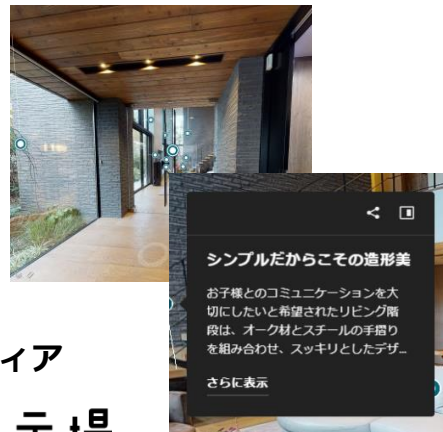 シンプルだからこその造形美
お子様とのコミュニケーションを大
切にしたいと希望されたリビング階
段は、オーク材とスチールの手摺り
を組み合わせ、スッキリとしたデザ...
さらに表示
ィア
示場